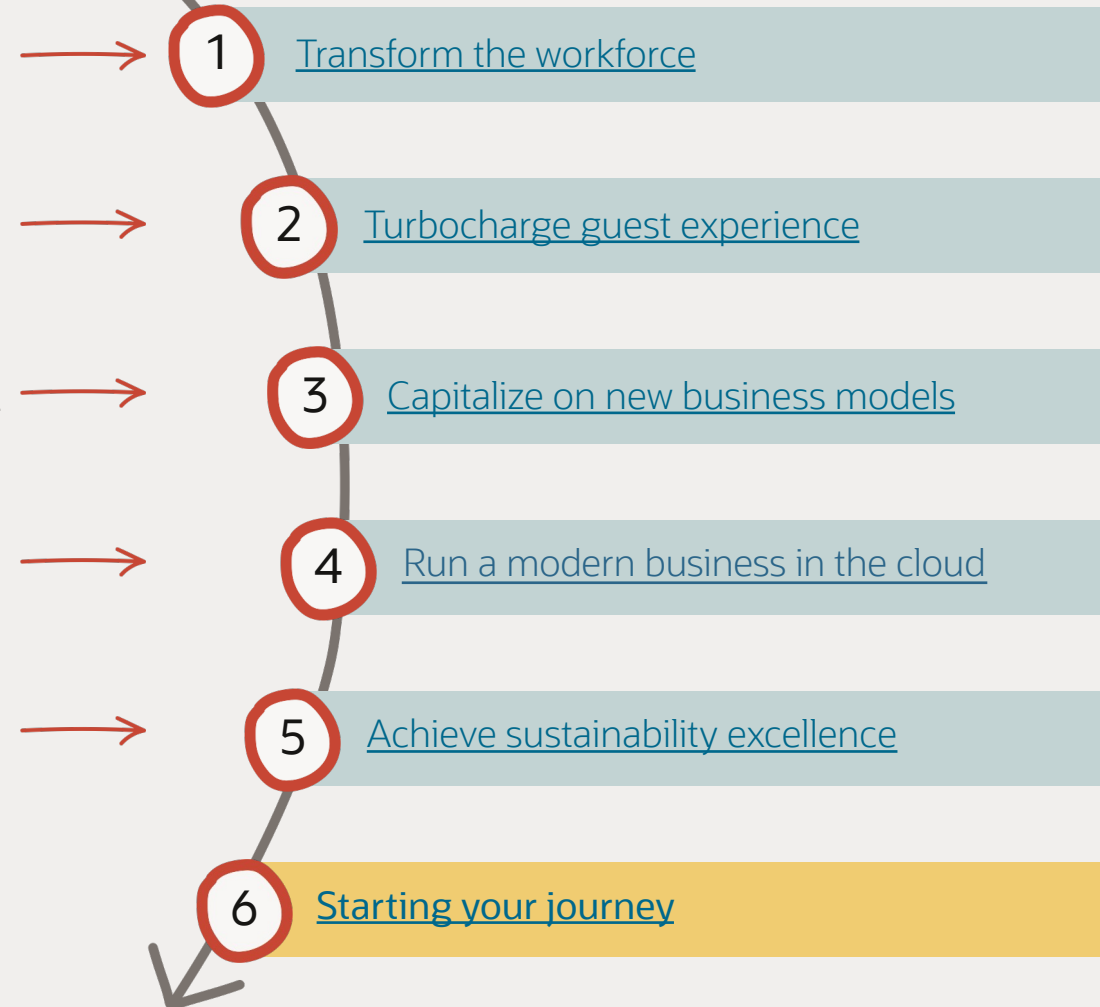 1 Transform the workforce
2 Turbocharge guest experience
3 Capitalize on new business models
4 Run a modern business in the cloud
5 Achieve sustainability excellence
6 Starting your journey